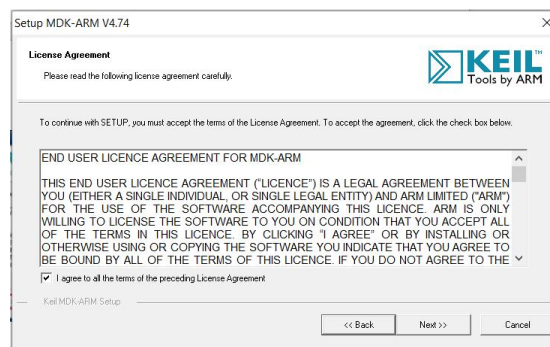 Setup MDK-ARM V4.74
License Agreement
Please read the following license agreement carefully.
KEIL™
Tools by ARM
To continue with SETUP, you must accept the terms of the License Agreement. To accept the agreement, click the check box below.
END USER LICENCE AGREEMENT FOR MDK-ARM
THIS END USER LICENCE AGREEMENT ("LICENCE") IS A LEGAL AGREEMENT BETWEEN
YOU (EITHER A SINGLE INDIVIDUAL, OR SINGLE LEGAL ENTITY) AND ARM LIMITED ("ARM")
FOR THE USE OF THE SOFTWARE ACCOMPANYING THIS LICENCE. ARM IS ONLY
WILLING TO LICENSE THE SOFTWARE TO YOU ON CONDITION THAT YOU ACCEPT ALL
OF THE TERMS IN THIS LICENCE. BY CLICKING "I AGREE" OR BY INSTALLING OR
OTHERWISE USING OR COPYING THE SOFTWARE YOU INDICATE THAT YOU AGREE TO
BE BOUND BY ALL OF THE TERMS OF THIS LICENCE. IF YOU DO NOT AGREE TO THE
I agree to all the terms of the preceding License Agreement
Keil MDK-ARM Setup
<< Back
Next >>
Cancel